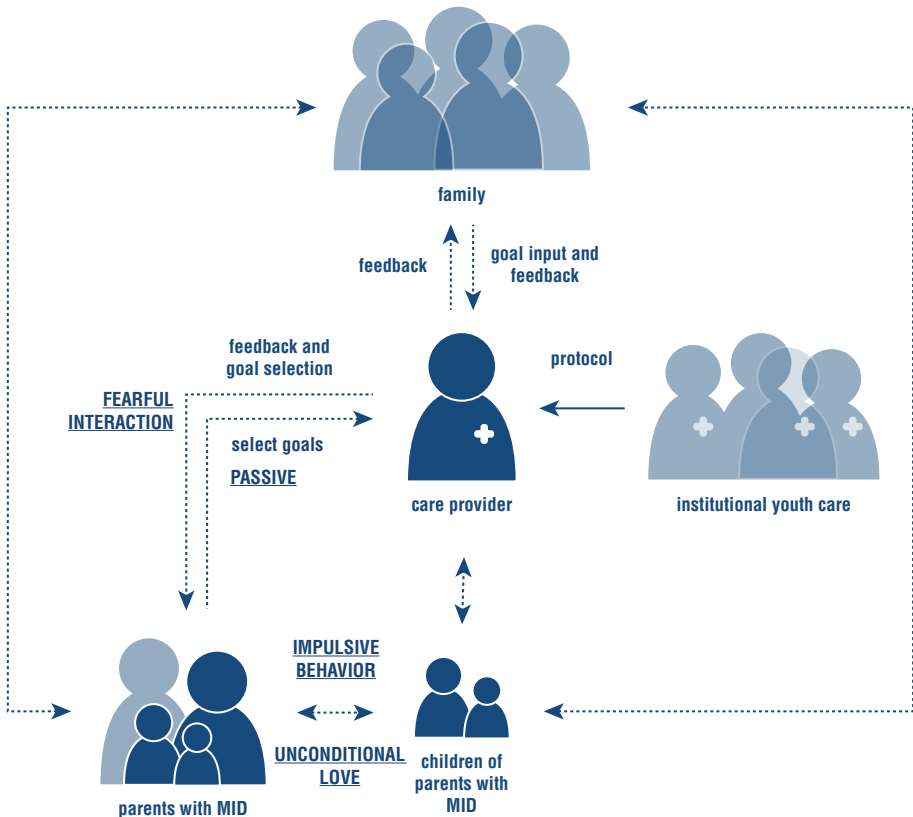 family
feedback
goal input and
feedback
feedback and
goal selection
protocol
FEARFUL
INTERACTION
select goals
PASSIVE
care provider
institutional youth care
IMPULSIVE
BEHAVIOR
UNCONDITIONAL
LOVE
children of
parents with
MID
parents with MID